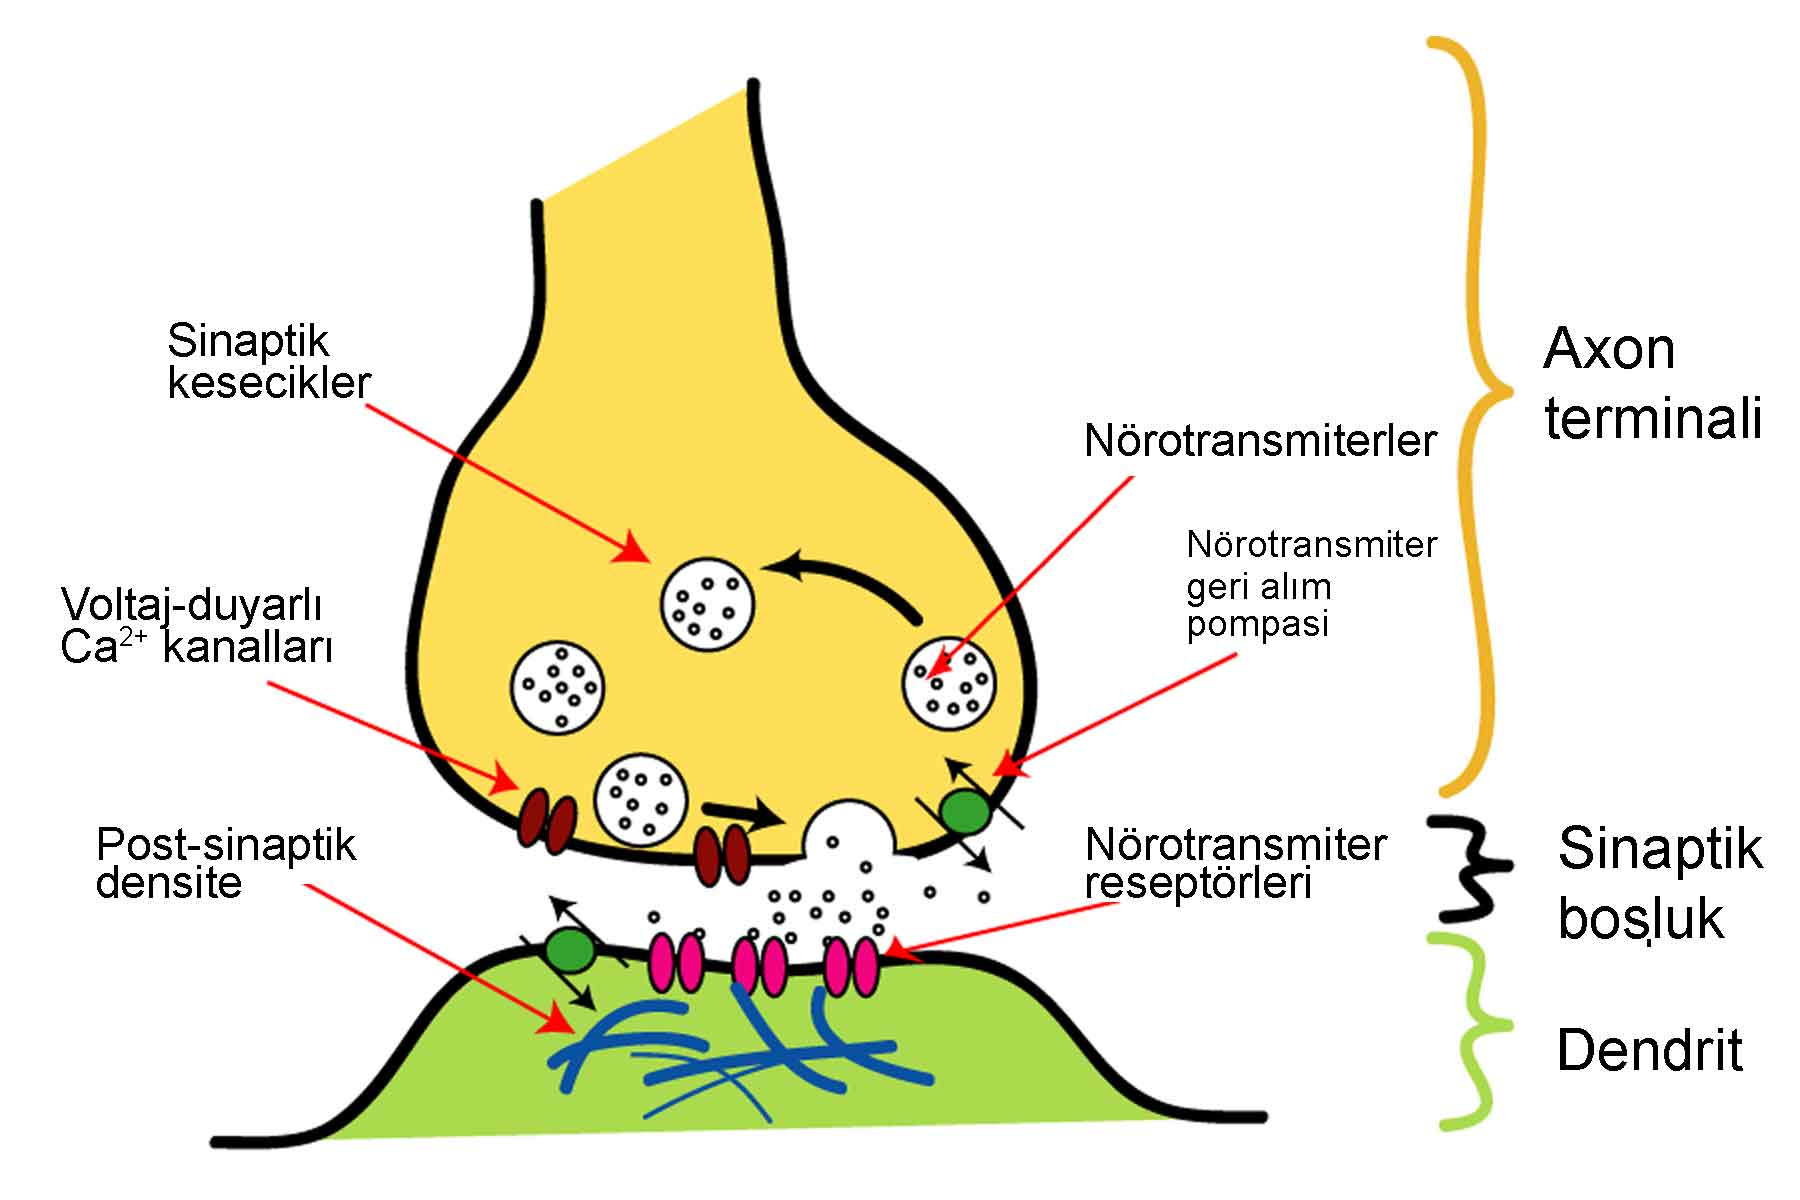 Sinaptik
kesecikler
Voltaj-duyarlı
Ca²⁺ kanalları
Post-sinaptik
densite
Nörotransmiterler
Nörotransmiter
geri alım
pompasi
Nörotransmiter
reseptörleri
Axon
terminali
Sinaptik
boşluk
Dendrit